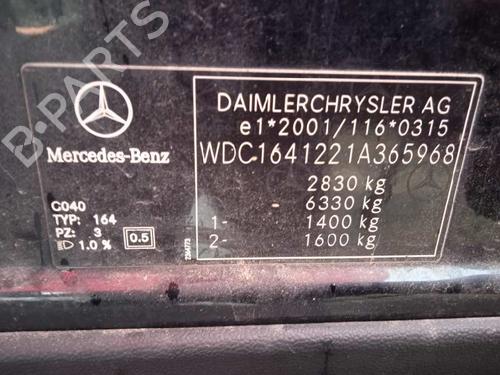 B-PARTS
DAIMLERCHRYSLER AG
e1*2001/116*0315
Mercedes-Benz
WDC1641221A365968
2830 kg
6330 kg
1- 1400 kg
2- 1600 kg
C040
TYP: 164
PZ: 3
1.0 % 0.5